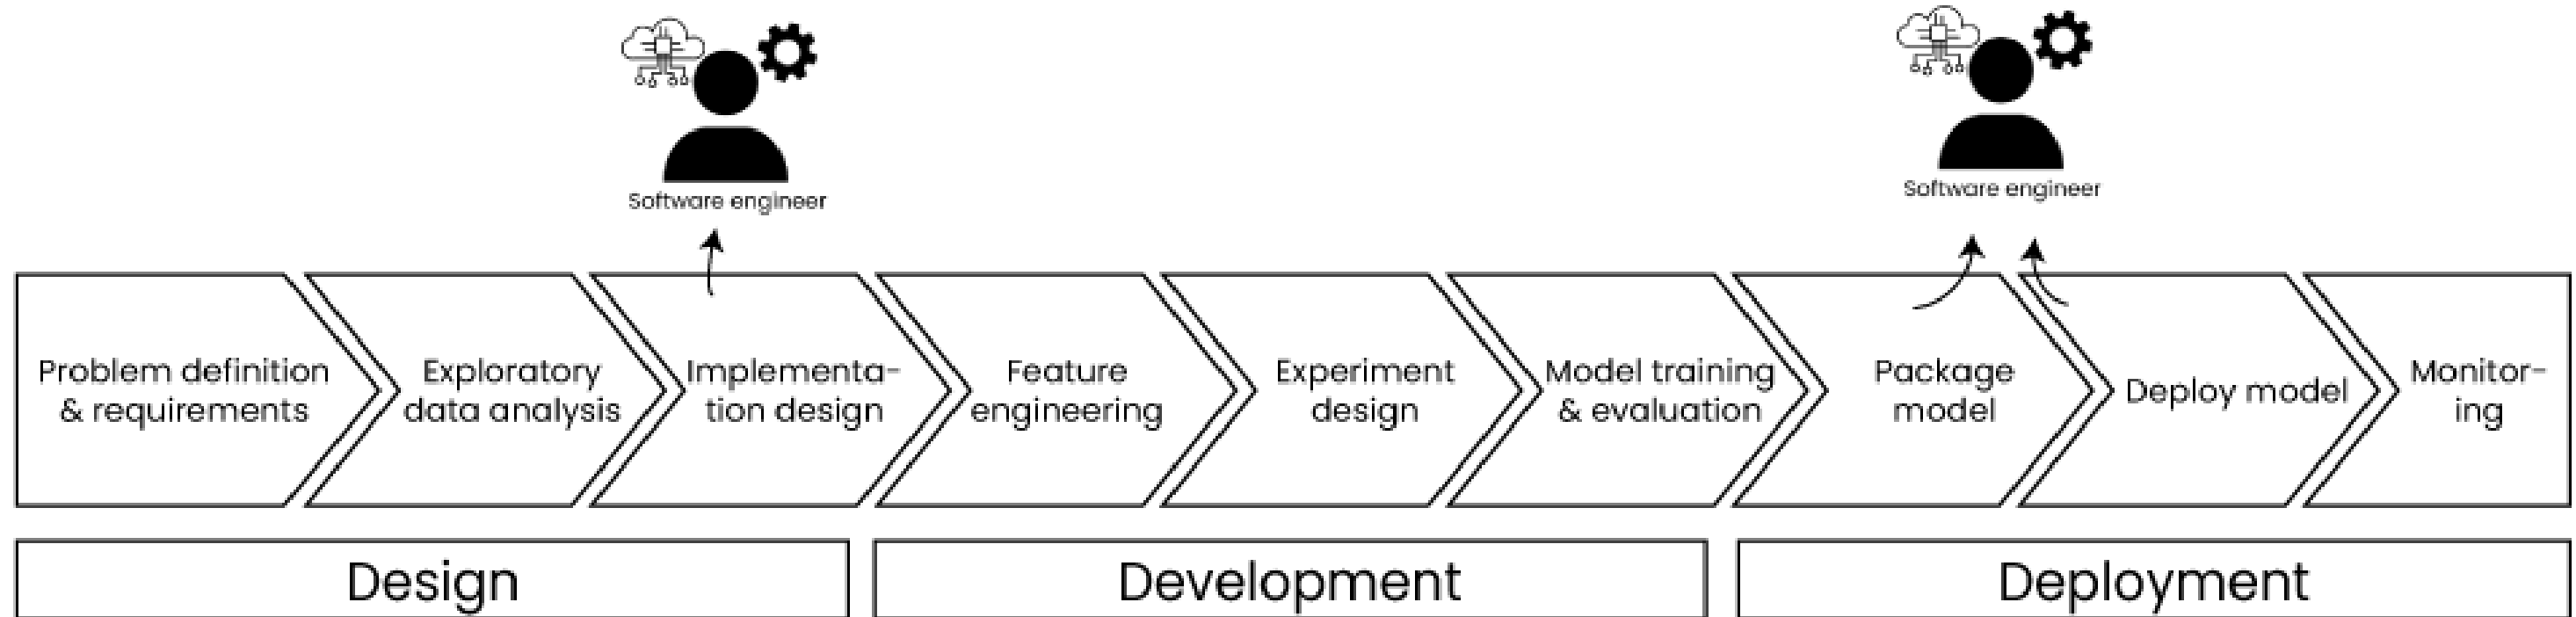 Software engineer
Software engineer
Problem definition
& requirements
Exploratory
data analysis
Implementa-
tion design
Feature
engineering
Experiment
design
Model training
& evaluation
Package
model
Deploy model
Monitor-
ing
Design
Development
Deployment